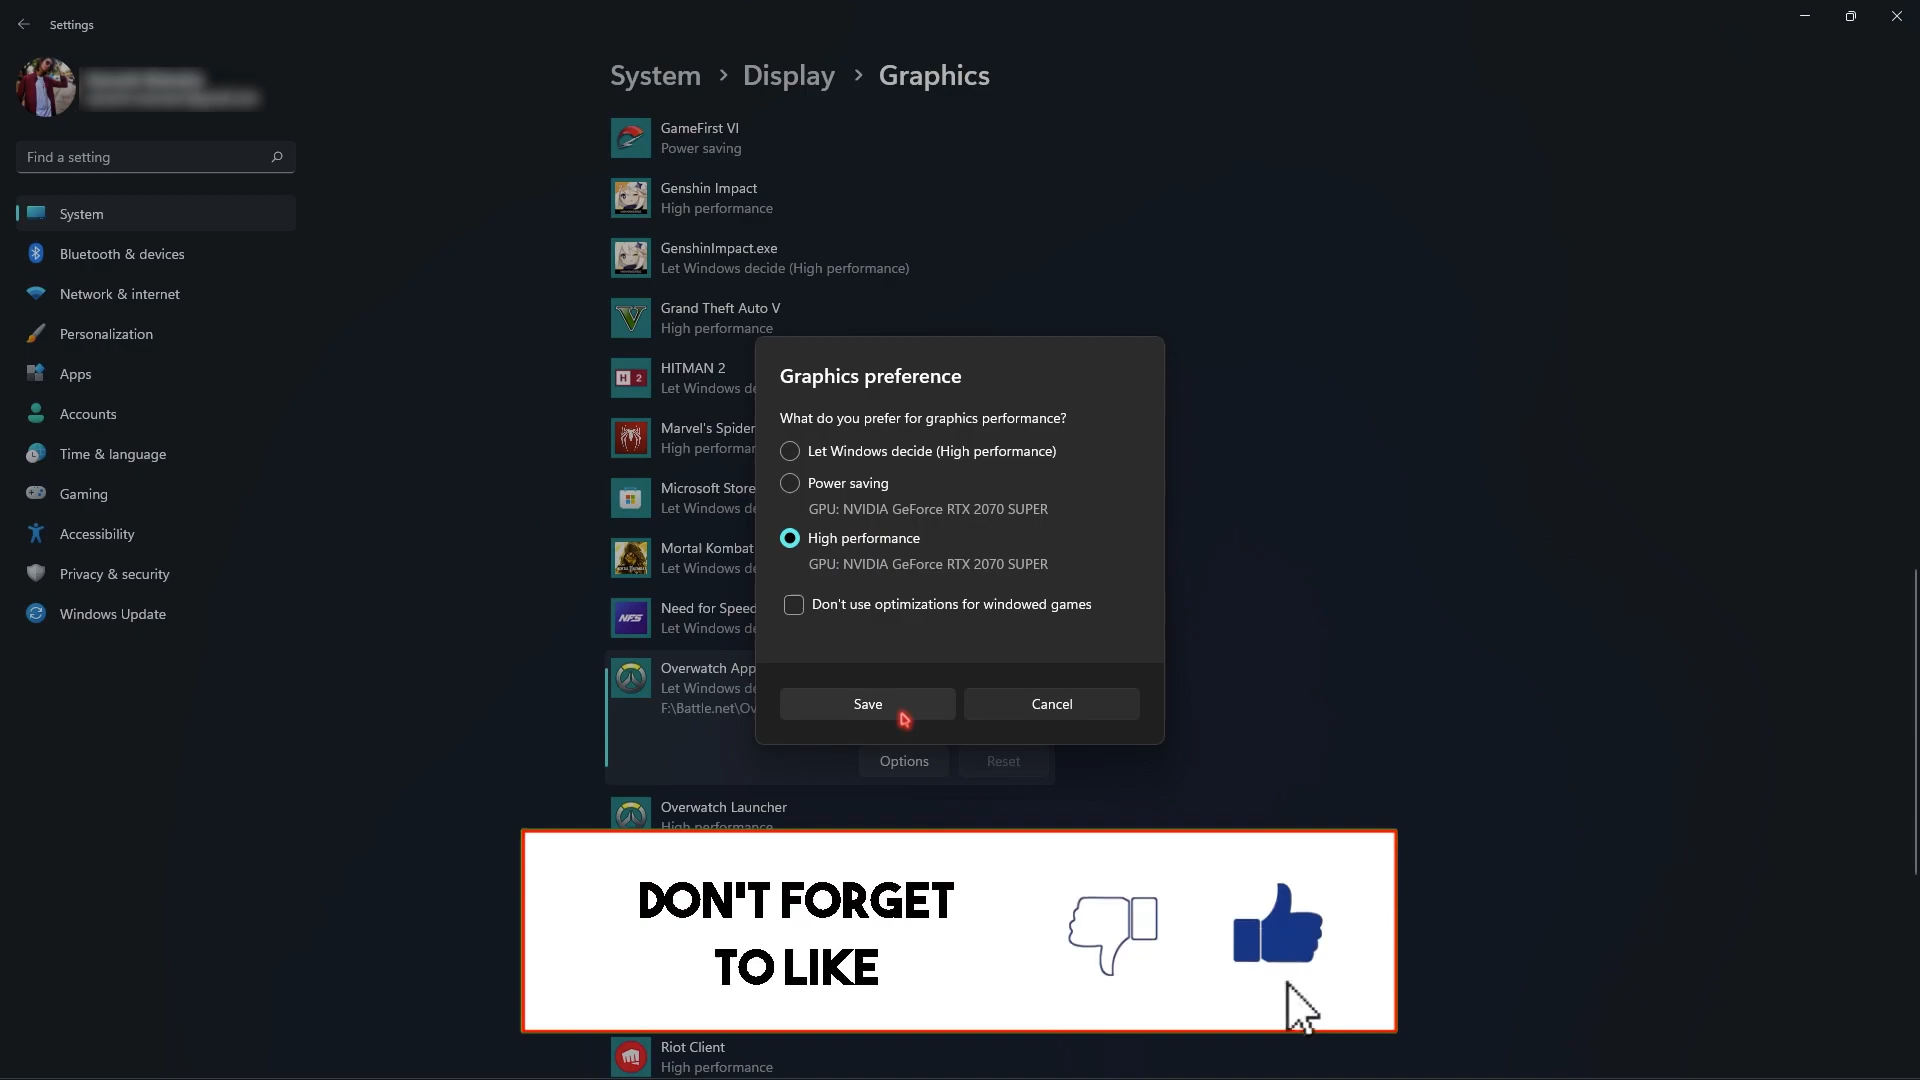 Settings
System > Display > Graphics
Find a setting
System
Bluetooth & devices
Network & internet
Personalization
Apps
Accounts
Time & language
Gaming
Accessibility
Privacy & security
Windows Update
GameFirst VI
Power saving
Genshin Impact
High performance
GenshinImpact.exe
Let Windows decide (High performance)
Grand Theft Auto V
High performance
HITMAN 2
Let Windows de
Marvel's Spider
High performan
Microsoft Store
Let Windows de
Mortal Kombat
Let Windows de
NFS
Need for Speed
Let Windows de
Overwatch App
Let Windows de
F:\Battle.net\Ov
Options
Reset
Overwatch Launcher
High performance
Riot Client
High performance
Graphics preference
What do you prefer for graphics performance?
Let Windows decide (High performance)
Power saving
GPU: NVIDIA GeForce RTX 2070 SUPER
High performance
GPU: NVIDIA GeForce RTX 2070 SUPER
Don't use optimizations for windowed games
Save
Cancel
DON'T FORGET
TO LIKE